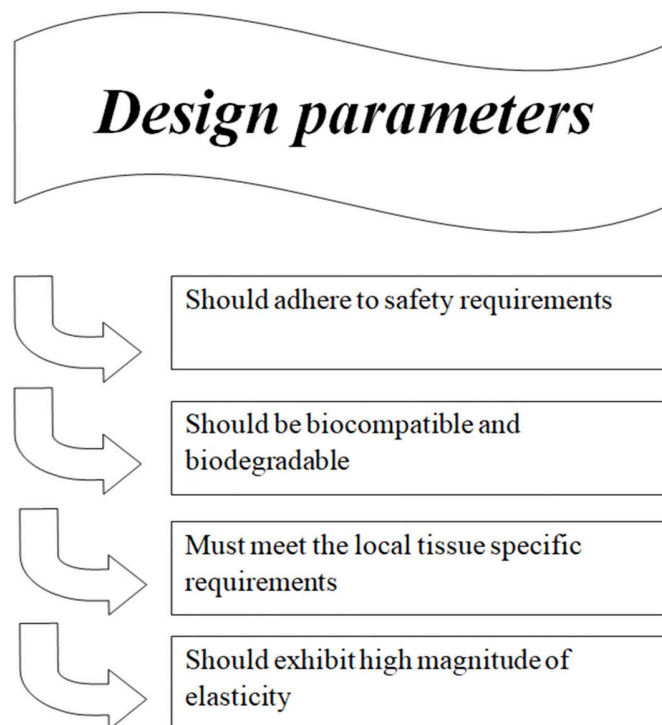 Design parameters
Should adhere to safety requirements
Should be biocompatible and
biodegradable
Must meet the local tissue specific
requirements
Should exhibit high magnitude of
elasticity